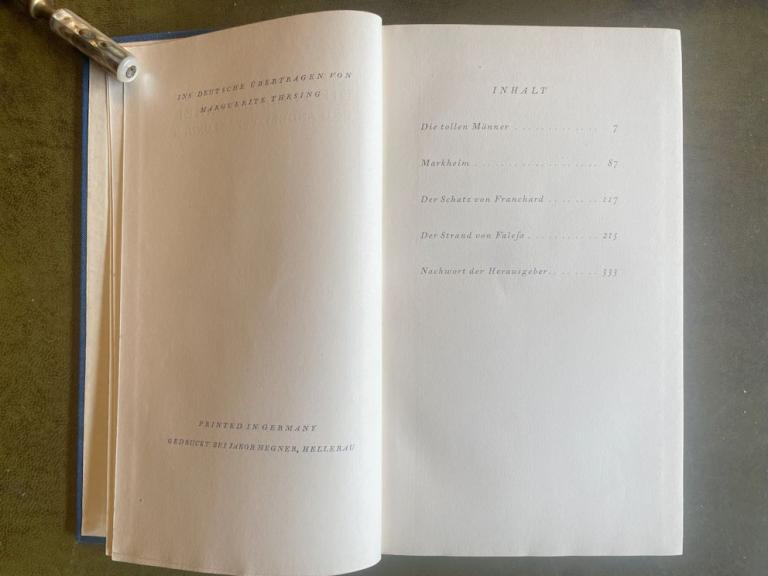 INS DEUTSCHE ÜBERTRAGEN VON
MARGUERITE THESING
PRINTED IN GERMANY
GEDRUCKT BEI JAKOB HEGNER, HELLERAU
INHALT
Die tollen Männer . . . . . . . . . . . . 7
Markheim . . . . . . . . . . . . . . . . . . 87
Der Schatz von Franchard . . . . . . . 117
Der Strand von Falesa . . . . . . . . . . 215
Nachwort der Herausgeber . . . . . . . 333